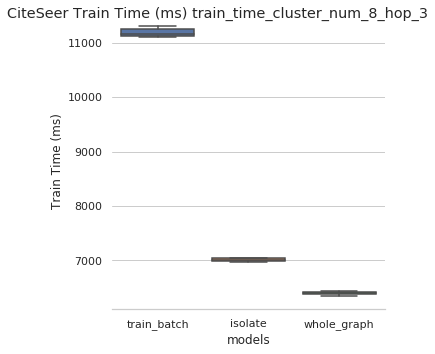 CiteSeer Train Time (ms) train_time_cluster_num_8_hop_3
11000
10000
9000
8000
7000
Train Time (ms)
train_batch isolate whole_graph
models